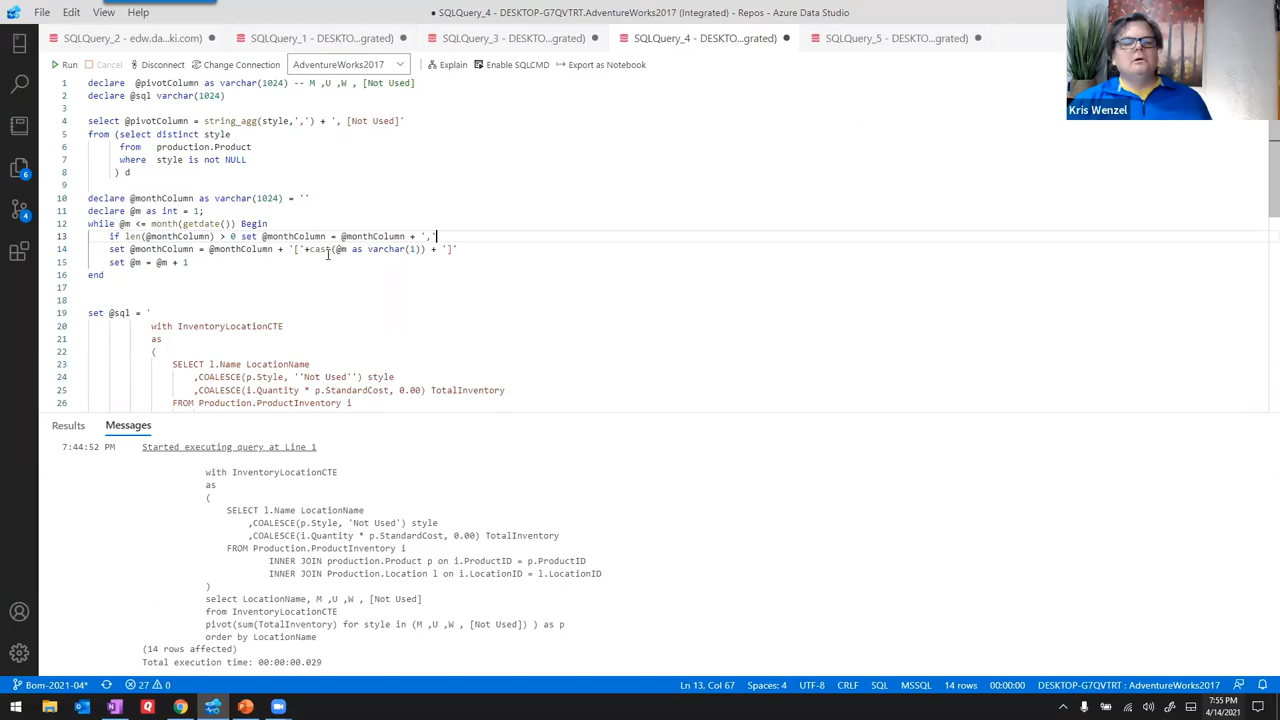 File Edit View Help
● SQLQuery_4 - DESKTOP-G7QVTRT.AdventureWorks2017 (Integrated) - Repos - Azure Data Studio
SQLQuery_2 - edw.da...ki.com) ● SQLQuery_1 - DESKTO...grated) ● SQLQuery_3 - DESKTO...grated) ● SQLQuery_4 - DESKTO...grated) ● SQLQuery_5 - DESKTO...grated) ●
Run Cancel Disconnect Change Connection AdventureWorks2017 Explain Enable SQLCMD Export as Notebook
Kris Wenzel
1 declare @pivotColumn as varchar(1024) -- M ,U ,W , [Not Used]
2 declare @sql varchar(1024)
3
4 select @pivotColumn = string_agg(style,',') + ', [Not Used]'
5 from (select distinct style
6 from production.Product
7 where style is not NULL
8 ) d
9
10 declare @monthColumn as varchar(1024) = ''
11 declare @m as int = 1;
12 while @m <= month(getdate()) Begin
13 if len(@monthColumn) > 0 set @monthColumn = @monthColumn + ','
14 set @monthColumn = @monthColumn + '['+cast(@m as varchar(1)) + ']'
15 set @m = @m + 1
16 end
17
18
19 set @sql = '
20 with InventoryLocationCTE
21 as
22 (
23 SELECT l.Name LocationName
24 ,COALESCE(p.Style, ''Not Used'') style
25 ,COALESCE(i.Quantity * p.StandardCost, 0.00) TotalInventory
26 FROM Production.ProductInventory i
Results Messages
7:44:52 PM Started executing query at Line 1
with InventoryLocationCTE
as
(
SELECT l.Name LocationName
,COALESCE(p.Style, 'Not Used') style
,COALESCE(i.Quantity * p.StandardCost, 0.00) TotalInventory
FROM Production.ProductInventory i
INNER JOIN production.Product p on i.ProductID = p.ProductID
INNER JOIN Production.Location l on i.LocationID = l.LocationID
)
select LocationName, M ,U ,W , [Not Used]
from InventoryLocationCTE
pivot(sum(TotalInventory) for style in (M ,U ,W , [Not Used]) ) as p
order by LocationName
(14 rows affected)
Total execution time: 00:00:00.029
6
4
Bom-2021-04* 27 0 Ln 13, Col 67 Spaces: 4 UTF-8 CRLF SQL MSSQL 14 rows 00:00:00 DESKTOP-G7QVTRT : AdventureWorks2017
7:55 PM
4/14/2021